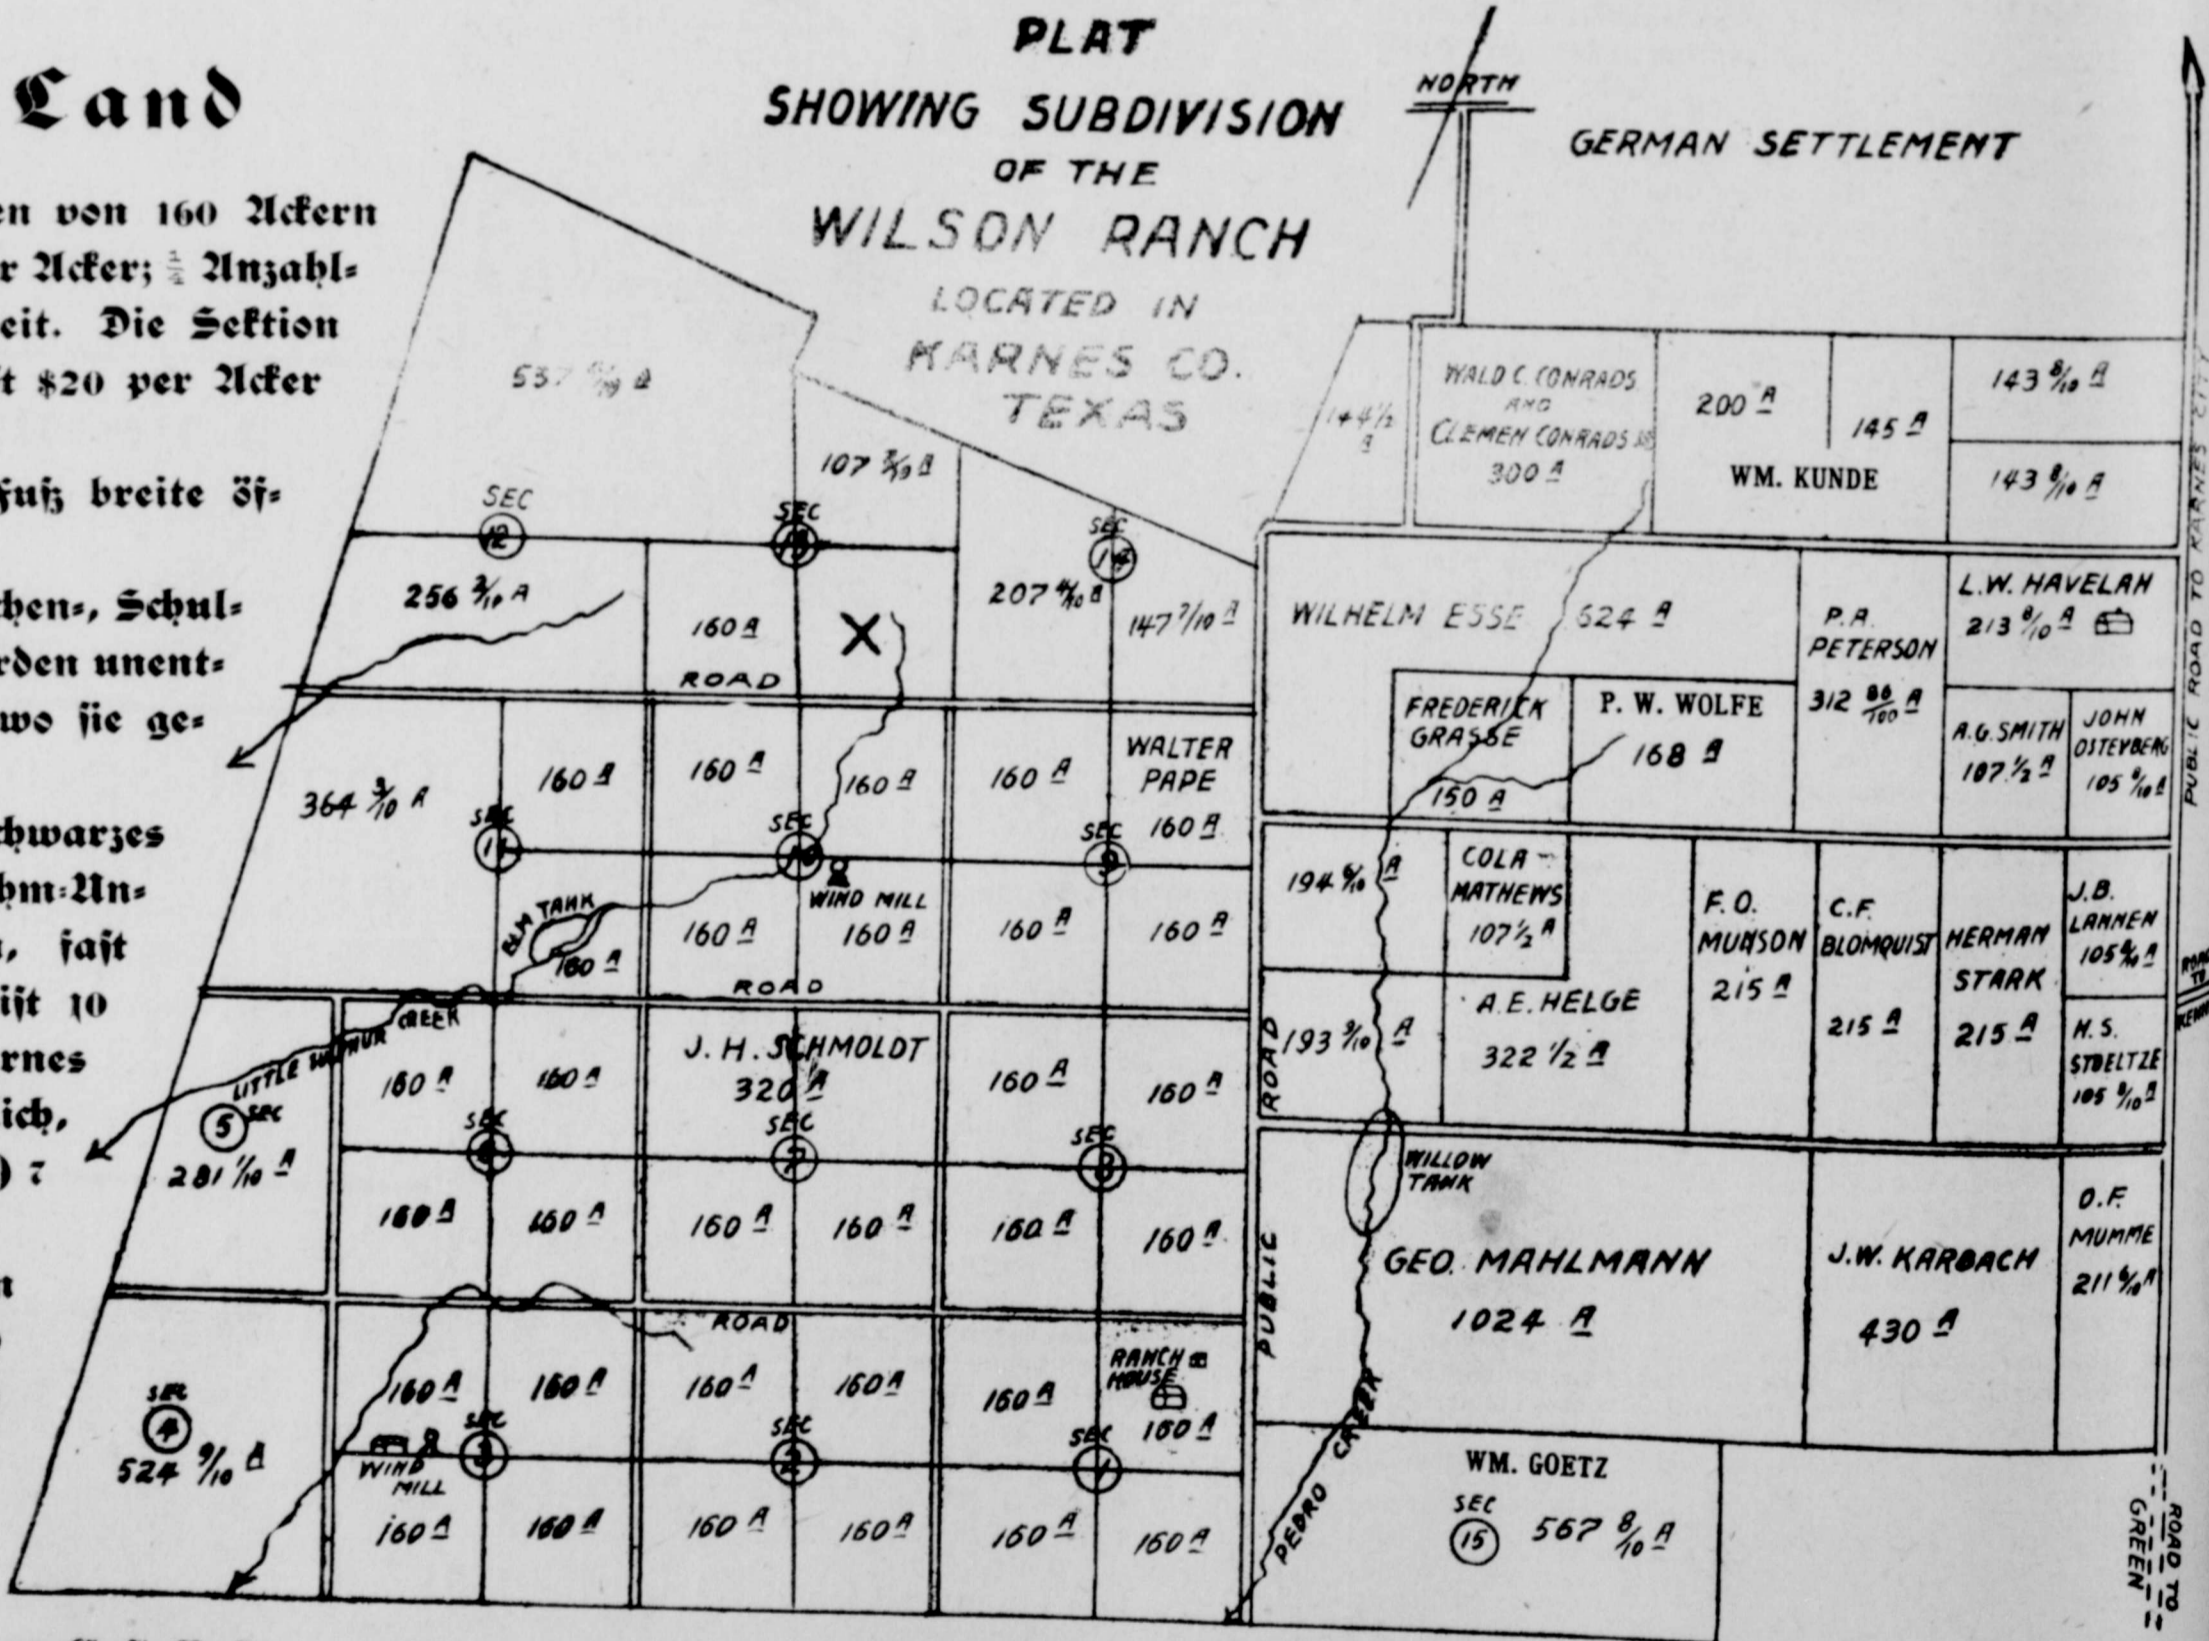 Land
en von 160 Ackern
r Acker; ½ Anzahl=
eit. Die Sektion
t $20 per Acker
fuß breite öf=
chen=, Schul=
rden unent=
wo sie ge=
chwarzes
hm=An=
, fast
ist 10
rnes
ich,
) 7
PLAT
SHOWING SUBDIVISION
OF THE
WILSON RANCH
LOCATED IN
KARNES CO.
TEXAS
NORTH
GERMAN SETTLEMENT
537 A
107 A
SEC
12
SEC
13
SEC
14
256 3/10 A
160 A
X
207 4/10 A
147 7/10 A
ROAD
364 3/10 A
160 A
160 A
160 A
160 A
WALTER
PAPE
160 A
SEC
11
SEC
10
SEC
9
ELM TANK
160 A
160 A
WIND MILL
160 A
160 A
160 A
ROAD
LITTLE SULPHUR CREEK
5 SEC
281 1/10 A
160 A
160 A
J. H. SCHMOLDT
320 A
160 A
160 A
SEC
6
SEC
7
SEC
8
160 A
160 A
160 A
160 A
160 A
160 A
ROAD
SEC
4
524 9/10 A
160 A
160 A
160 A
160 A
160 A
RANCH
HOUSE
160 A
WIND
MILL
SEC
3
SEC
2
SEC
1
160 A
160 A
160 A
160 A
160 A
160 A
144 1/2
A
WALD C. CONRADS
AND
CLEMEN CONRADS
300 A
200 A
145 A
WM. KUNDE
143 8/10 A
143 8/10 A
WILHELM ESSE 624 A
P.A.
PETERSON
312 86/100 A
L.W. HAVELAH
213 8/10 A
FREDERICK
GRASSE
150 A
P. W. WOLFE
168 A
A.G. SMITH
107 1/2 A
JOHN
OSTEYBERG
105 8/10 A
194 6/10 A
COLA
MATHEWS
107 1/2 A
193 9/10 A
A.E. HELGE
322 1/2 A
F.O.
MUNSON
215 A
C.F.
BLOMQUIST
215 A
HERMAN
STARK
215 A
J.B.
LANNEN
105 8/10 A
H.S.
STOELTZE
105 8/10 A
PUBLIC ROAD
WILLOW
TANK
GEO. MAHLMANN
1024 A
J.W. KARBACH
430 A
O.F.
MUMME
211 6/10 A
PEDRO CREEK
WM. GOETZ
SEC
15
567 8/10 A
PUBLIC ROAD TO KARNES CITY
ROAD
TO
ROAD TO
GREEN